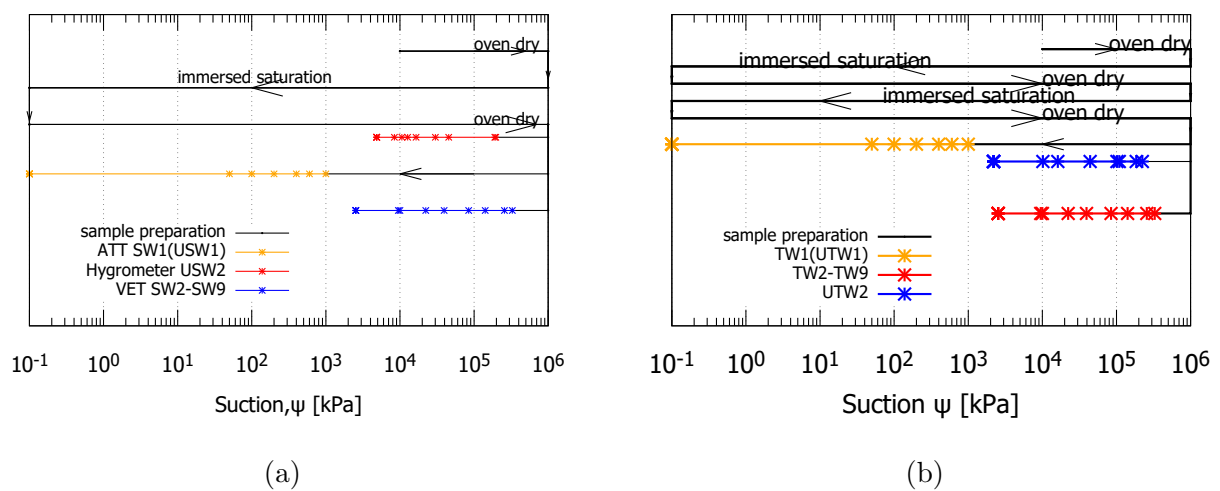 oven dry
immersed saturation
oven dry
sample preparation
ATT SW1(USW1)
Hygrometer USW2
VET SW2-SW9
10-1 100 101 102 103 104 105 106
Suction,ψ [kPa]
(a)
oven dry
immersed saturation
oven dry
immersed saturation
oven dry
sample preparation
TW1(UTW1)
TW2-TW9
UTW2
10-1 100 101 102 103 104 105 106
Suction ψ [kPa]
(b)